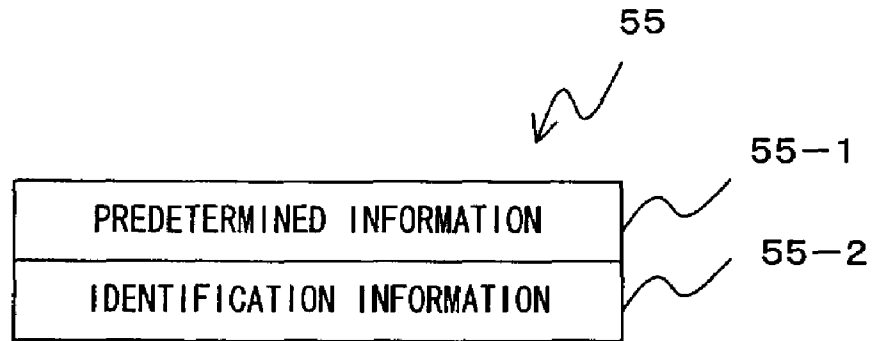 55
55-1
PREDETERMINED INFORMATION
55-2
IDENTIFICATION INFORMATION